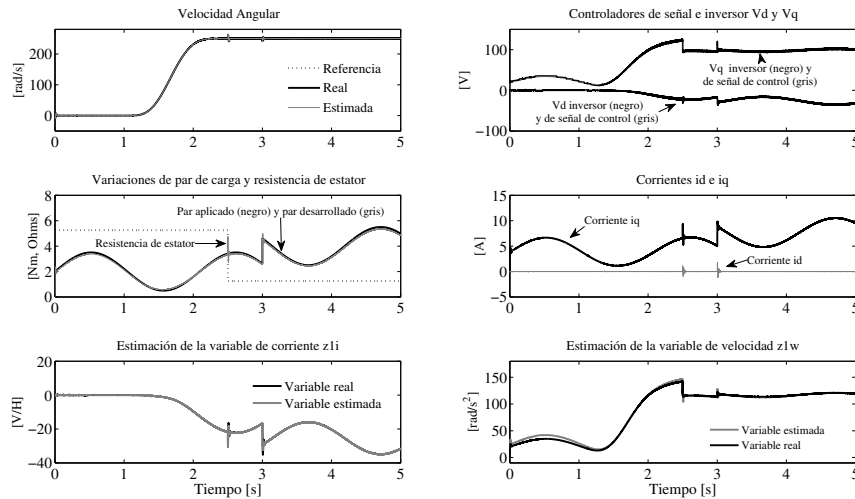 Velocidad Angular
[rad/s]
200
100
0
Referencia
Real
Estimada
0 1 2 3 4 5
Controladores de señal e inversor Vd y Vq
[V]
100
0
−100
Vq inversor (negro) y
de señal de control (gris)
Vd inversor (negro)
y de señal de control (gris)
0 1 2 3 4 5
Variaciones de par de carga y resistencia de estator
[Nm, Ohms]
8
6
4
2
0
Par aplicado (negro) y par desarrollado (gris)
Resistencia de estator
0 1 2 3 4 5
Corrientes id e iq
[A]
15
10
5
0
−5
Corriente iq
Corriente id
0 1 2 3 4 5
Estimación de la variable de corriente z1i
[V/H]
20
0
−20
−40
Variable real
Variable estimada
0 1 2 3 4 5
Tiempo [s]
Estimación de la variable de velocidad z1w
[rad/s²]
150
100
50
0
Variable estimada
Variable real
0 1 2 3 4 5
Tiempo [s]